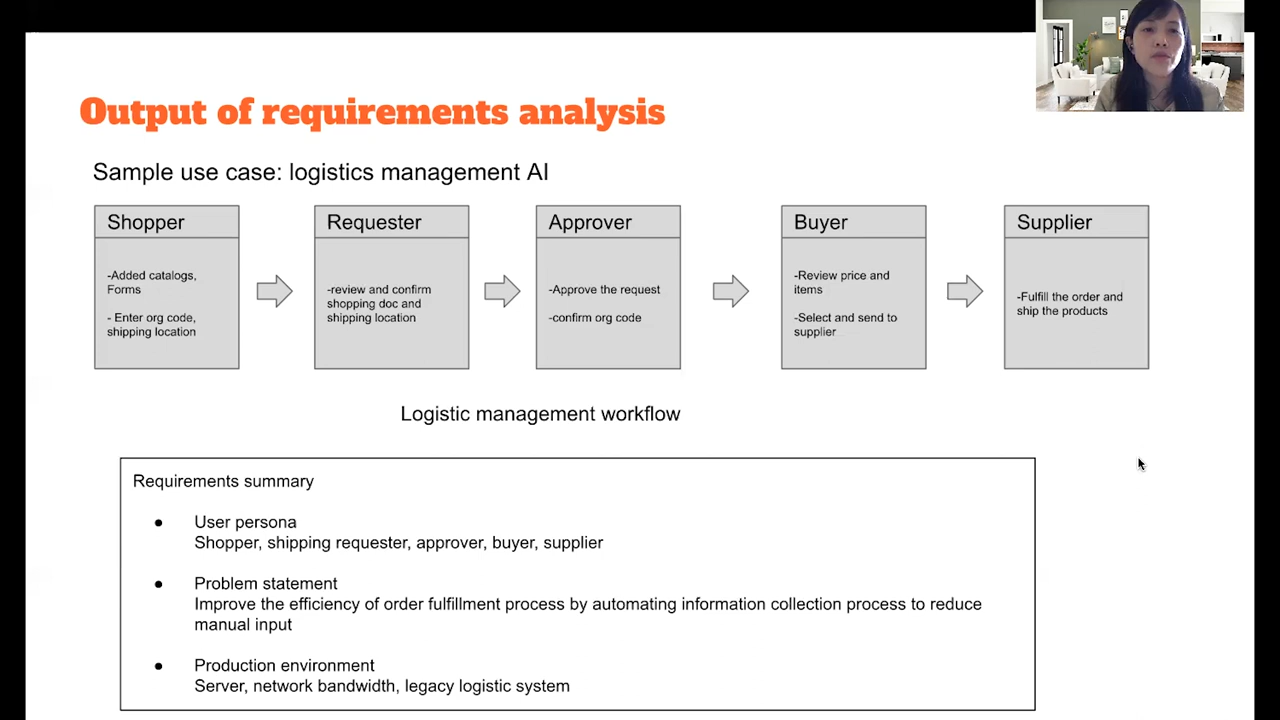 Output of requirements analysis
Sample use case: logistics management AI
Shopper
-Added catalogs,
Forms
- Enter org code,
shipping location
Requester
-review and confirm
shopping doc and
shipping location
Approver
-Approve the request
-confirm org code
Buyer
-Review price and
items
-Select and send to
supplier
Supplier
-Fulfill the order and
ship the products
Logistic management workflow
Requirements summary
● User persona
Shopper, shipping requester, approver, buyer, supplier
● Problem statement
Improve the efficiency of order fulfillment process by automating information collection process to reduce
manual input
● Production environment
Server, network bandwidth, legacy logistic system